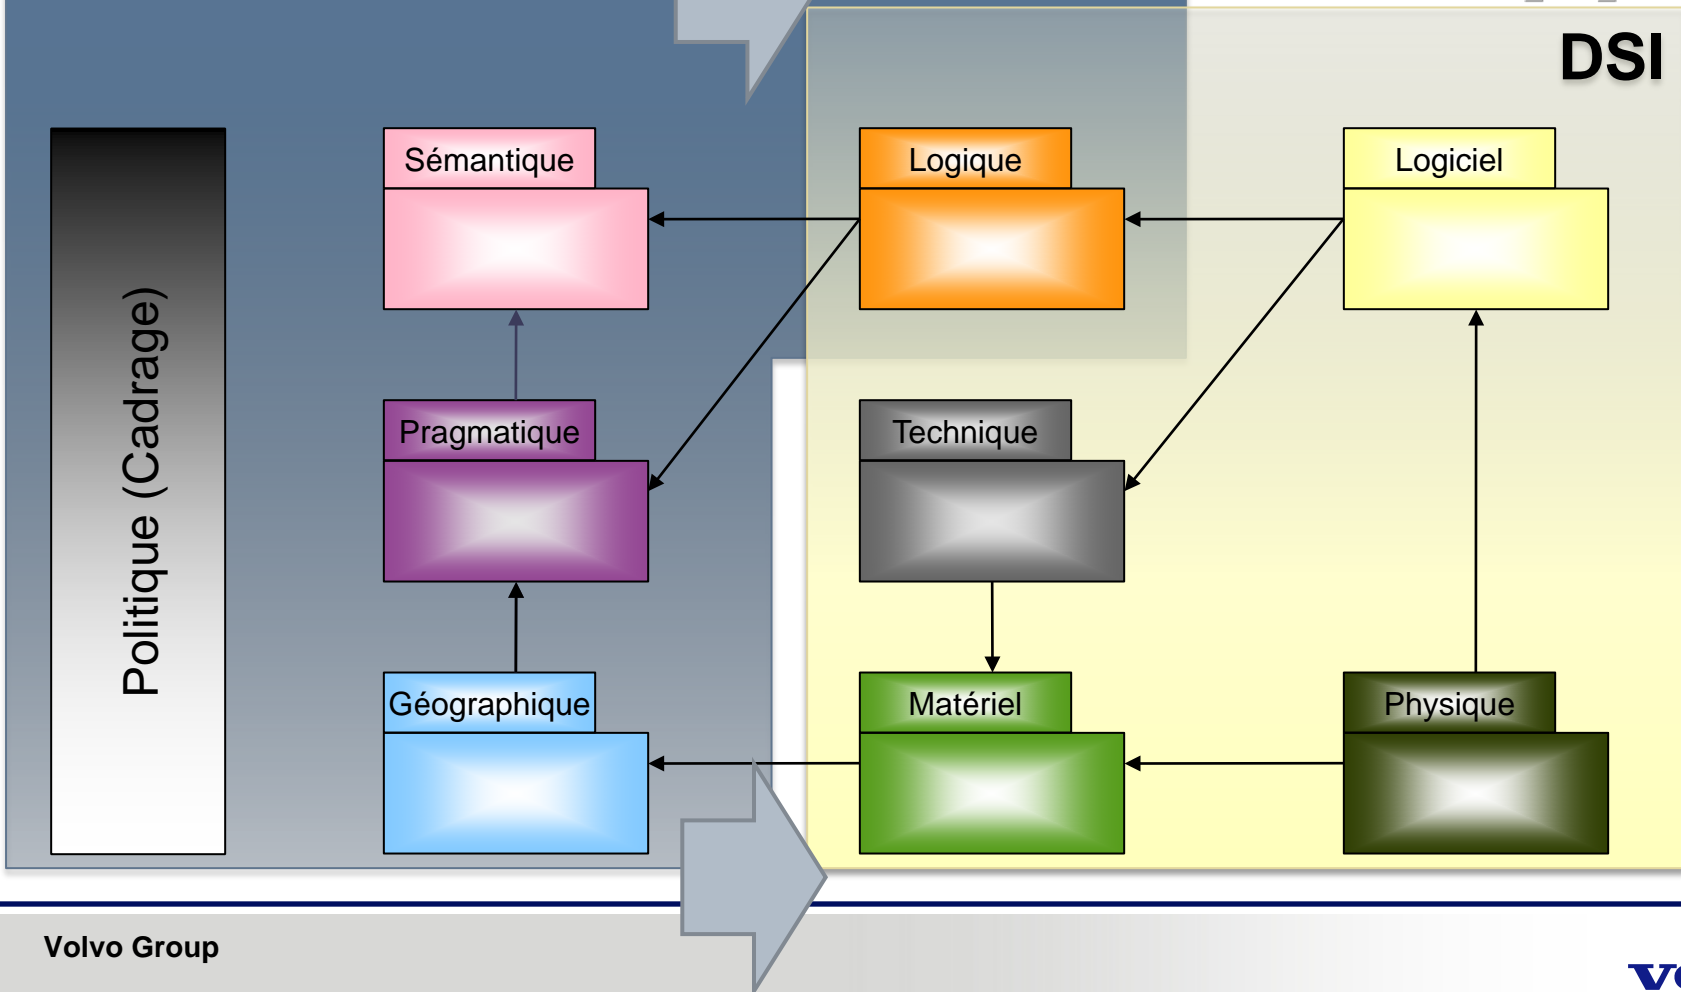 DSI
Sémantique
Logique
Logiciel
Politique (Cadrage)
Pragmatique
Technique
Géographique
Matériel
Physique
Volvo Group